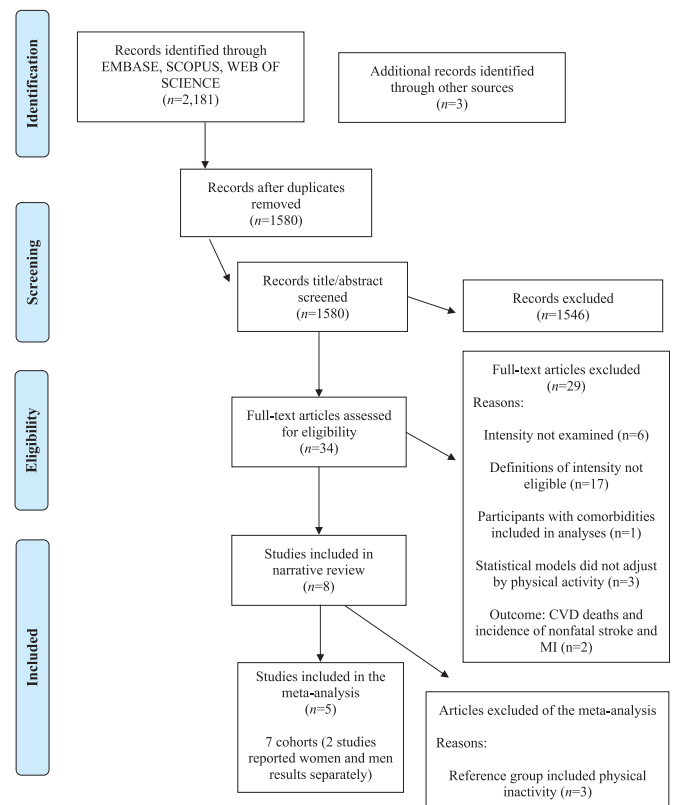 Identification
Records identified through
EMBASE, SCOPUS, WEB OF
SCIENCE
(n=2,181)
Additional records identified
through other sources
(n=3)
Records after duplicates
removed
(n=1580)
Screening
Records title/abstract
screened
(n=1580)
Records excluded
(n=1546)
Eligibility
Full-text articles assessed
for eligibility
(n=34)
Full-text articles excluded
(n=29)
Reasons:
Intensity not examined (n=6)
Definitions of intensity not
eligible (n=17)
Participants with comorbidities
included in analyses (n=1)
Statistical models did not adjust
by physical activity (n=3)
Outcome: CVD deaths and
incidence of nonfatal stroke and
MI (n=2)
Included
Studies included in
narrative review
(n=8)
Studies included in the
meta-analysis
(n=5)
7 cohorts (2 studies
reported women and men
results separately)
Articles excluded of the meta-analysis
Reasons:
Reference group included physical
inactivity (n=3)